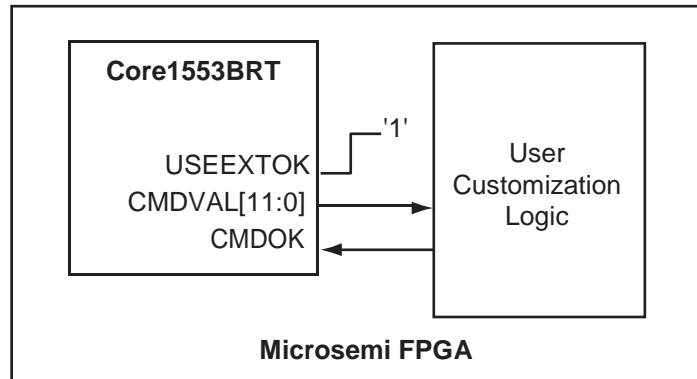 Core1553BRT
'1'
USEEXTOK
CMDVAL[11:0]
CMDOK
User
Customization
Logic
Microsemi FPGA